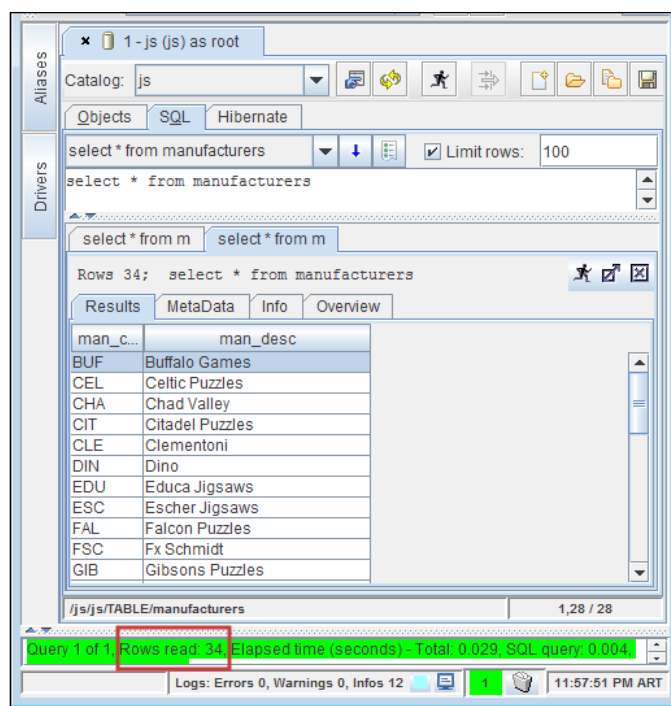 Aliases
Drivers
1 - js (js) as root
Catalog: js
Objects SQL Hibernate
select * from manufacturers Limit rows: 100
select * from manufacturers
select * from m select * from m
Rows 34; select * from manufacturers
Results MetaData Info Overview
man_c... man_desc
BUF Buffalo Games
CEL Celtic Puzzles
CHA Chad Valley
CIT Citadel Puzzles
CLE Clementoni
DIN Dino
EDU Educa Jigsaws
ESC Escher Jigsaws
FAL Falcon Puzzles
FSC Fx Schmidt
GIB Gibsons Puzzles
/js/js/TABLE/manufacturers 1,28 / 28
Query 1 of 1, Rows read: 34, Elapsed time (seconds) - Total: 0.029, SQL query: 0.004,
Logs: Errors 0, Warnings 0, Infos 12 1 11:57:51 PM ART